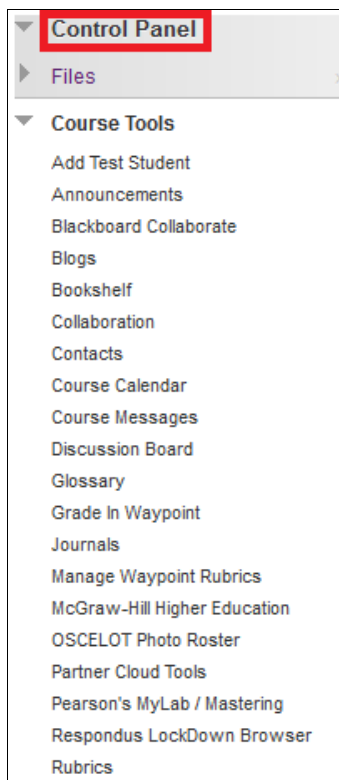 Control Panel
Files
Course Tools
Add Test Student
Announcements
Blackboard Collaborate
Blogs
Bookshelf
Collaboration
Contacts
Course Calendar
Course Messages
Discussion Board
Glossary
Grade In Waypoint
Journals
Manage Waypoint Rubrics
McGraw-Hill Higher Education
OSCELOT Photo Roster
Partner Cloud Tools
Pearson's MyLab / Mastering
Respondus LockDown Browser
Rubrics